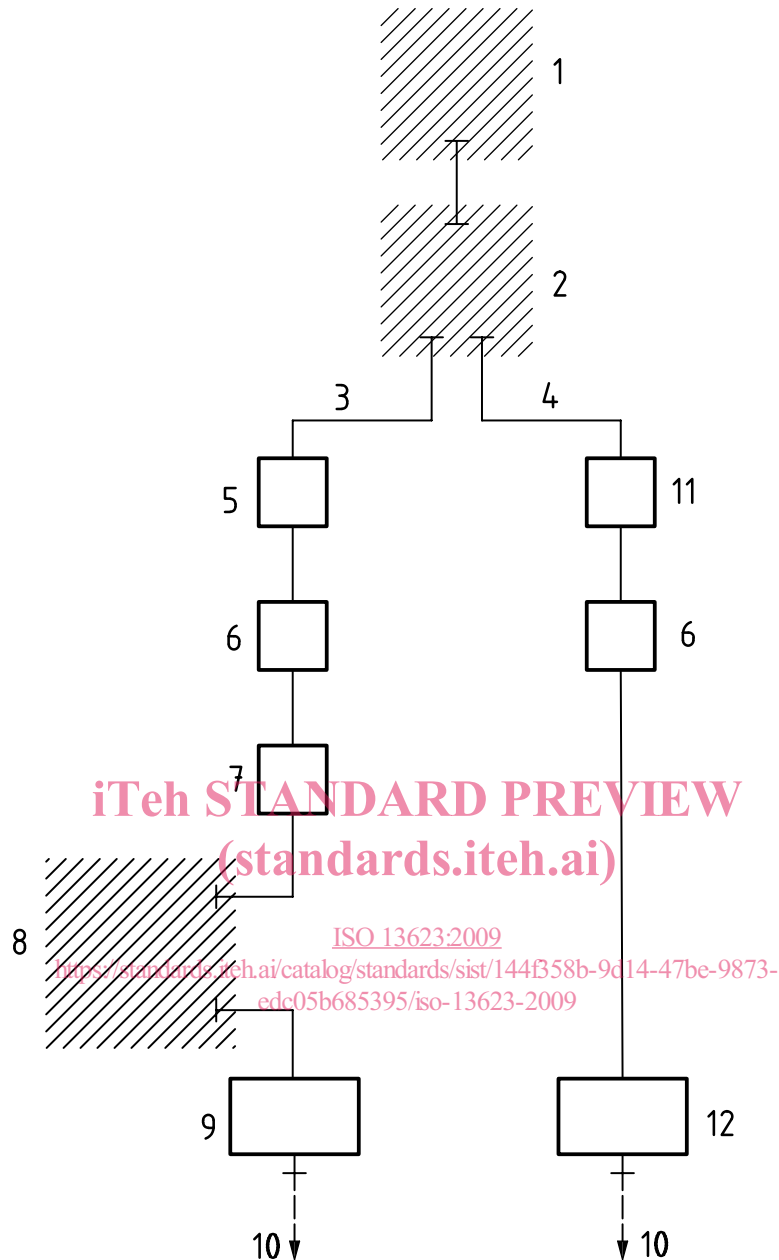 1
2
3
4
5
11
6
6
7
iTeh STANDARD PREVIEW
(standards.iteh.ai)
8
ISO 13623:2009
https://standards.iteh.ai/catalog/standards/sist/144f358b-9d14-47be-9873-
edc05b685395/iso-13623-2009
9
12
10
10